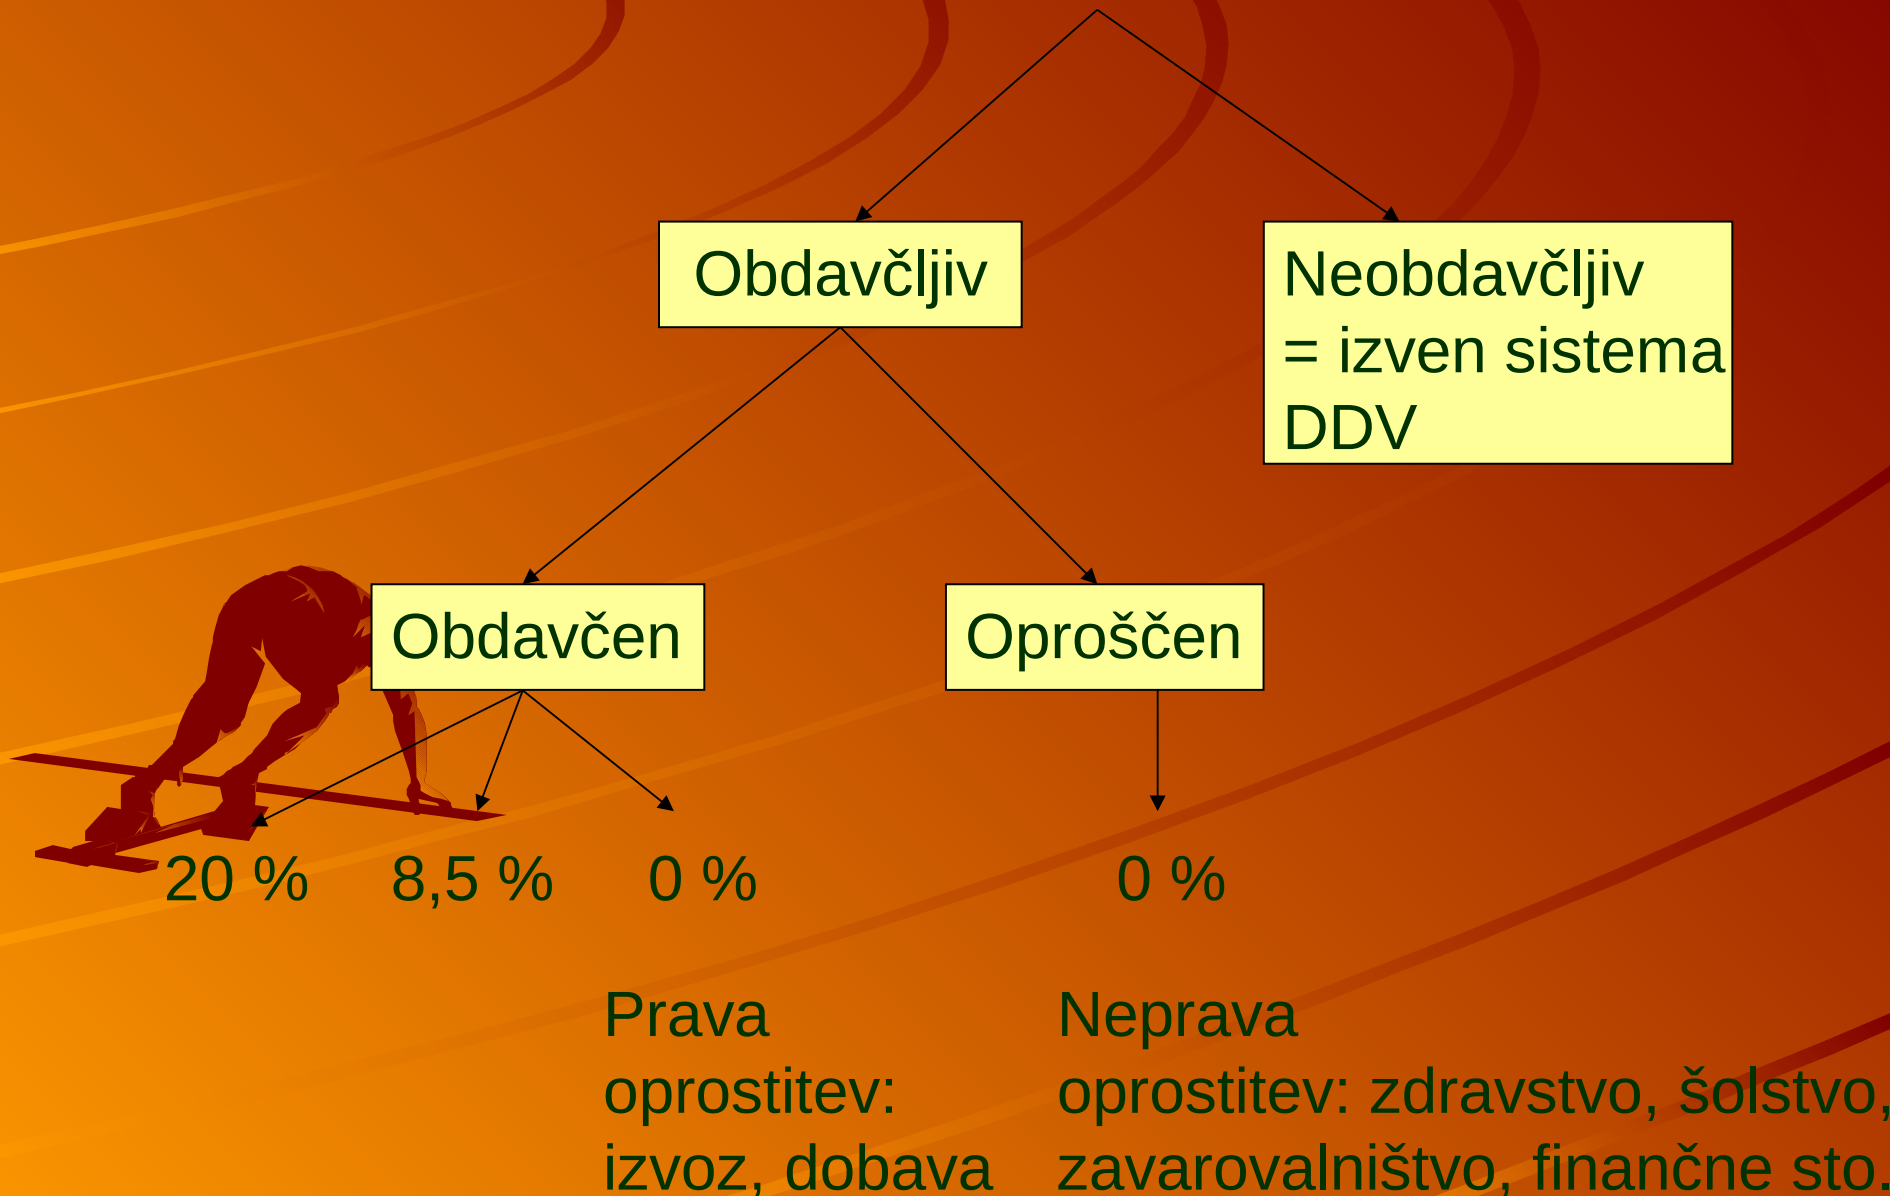 Obdavčljiv
Neobdavčljiv
= izven sistema
DDV
Obdavčen
Oproščen
20 %
8,5 %
0 %
0 %
Prava
oprostitev:
izvoz, dobava
Neprava
oprostitev: zdravstvo, šolstvo,
zavarovalništvo, finančne sto.